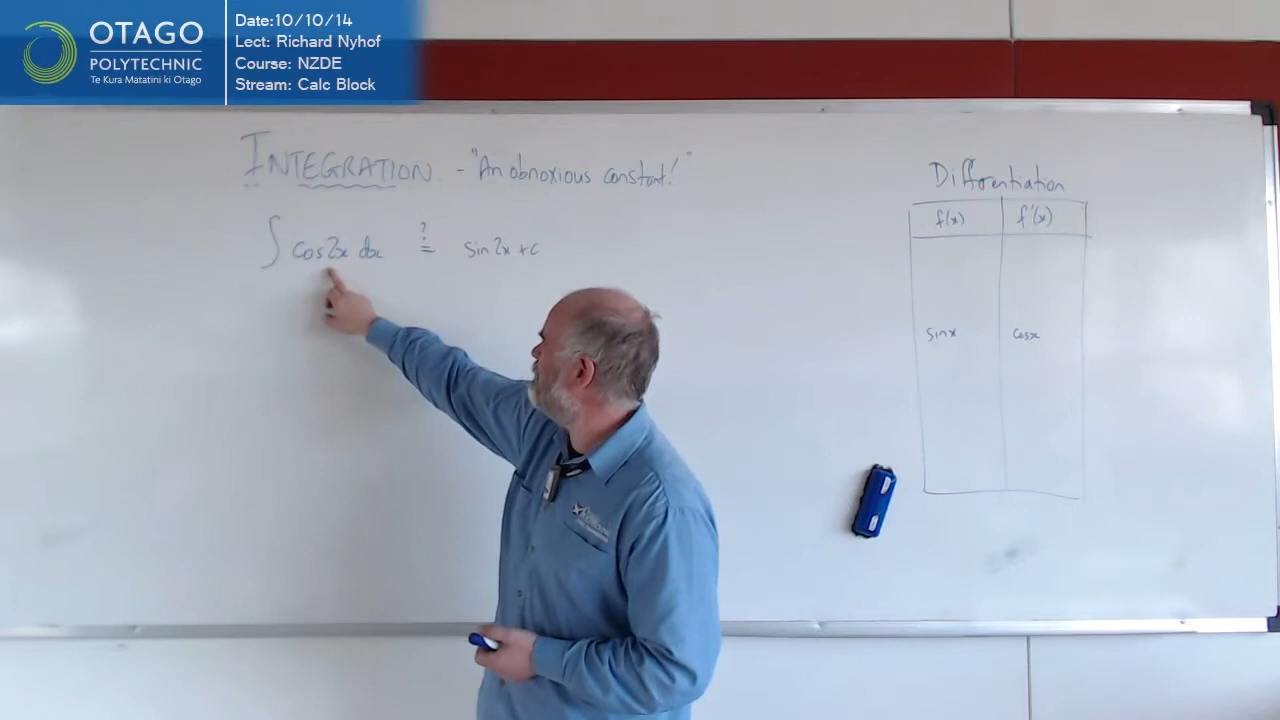 OTAGO
POLYTECHNIC
Te Kura Matatini ki Otago
Date:10/10/14
Lect: Richard Nyhof
Course: NZDE
Stream: Calc Block
INTEGRATION - "An obnoxious constant!"
∫ cos2x dx ?= sin2x + c
Differentiation
f(x) f'(x)
sinx cosx